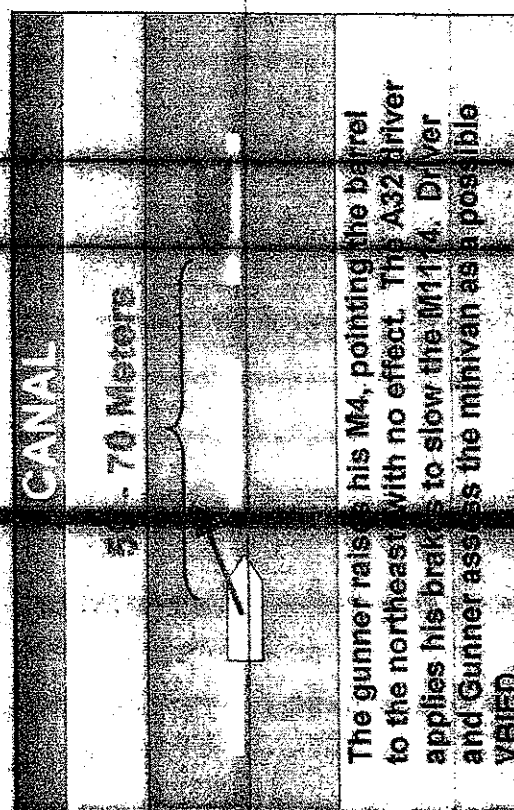 CANAL
- 70 Meters
The gunner raises his M4, pointing the barrel
to the northeast with no effect. The A32 driver
applies his brakes to slow the M1114. Driver
and Gunner assess the minivan as a possible
VBIED